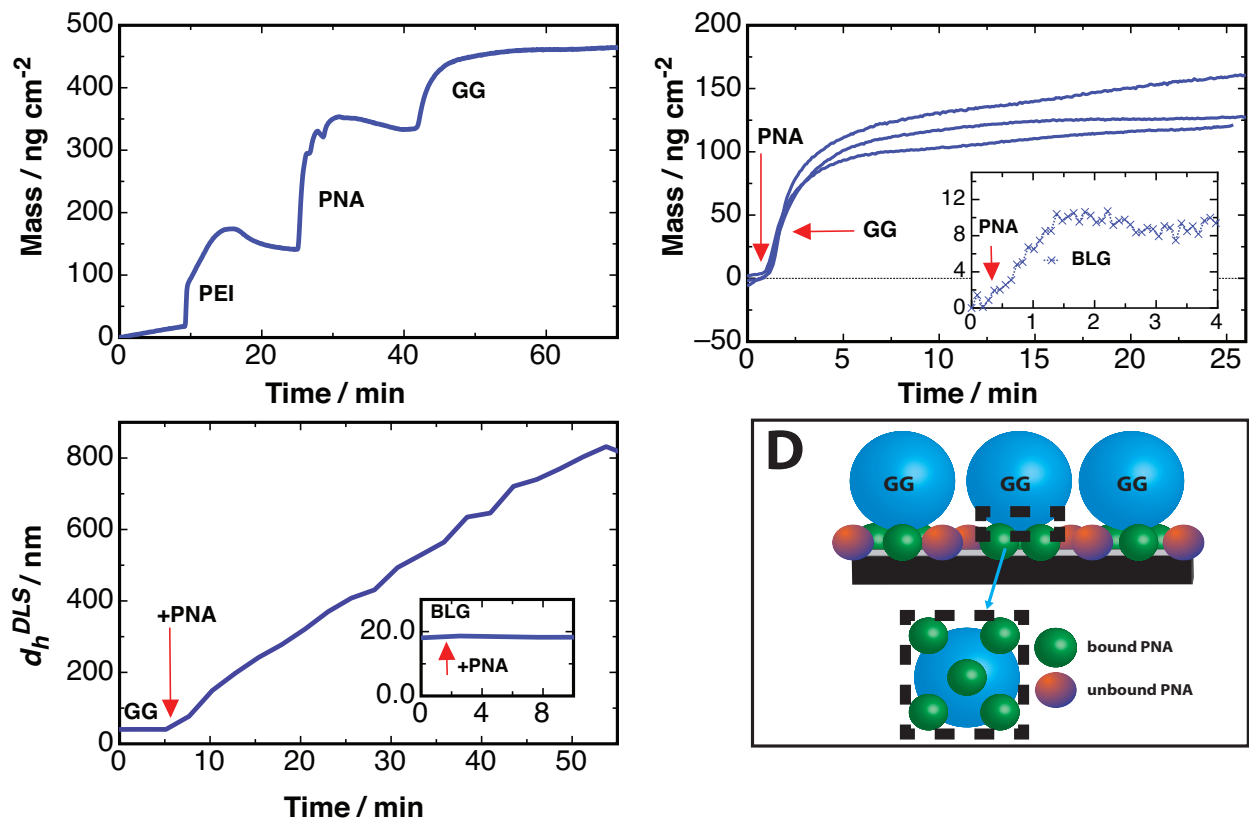 500
400
300
200
100
0
Mass / ng cm⁻²
PEI
PNA
GG
0 20 40 60
Time / min
200
150
100
50
0
−50
Mass / ng cm⁻²
PNA
GG
12
8
4
0
PNA
BLG
0 1 2 3 4
0 5 10 15 20 25
Time / min
800
600
400
200
0
dₕᴰᴸˢ / nm
+PNA
GG
BLG
20.0
0.0
+PNA
0 4 8
0 10 20 30 40 50
Time / min
D
GG GG GG
bound PNA
unbound PNA